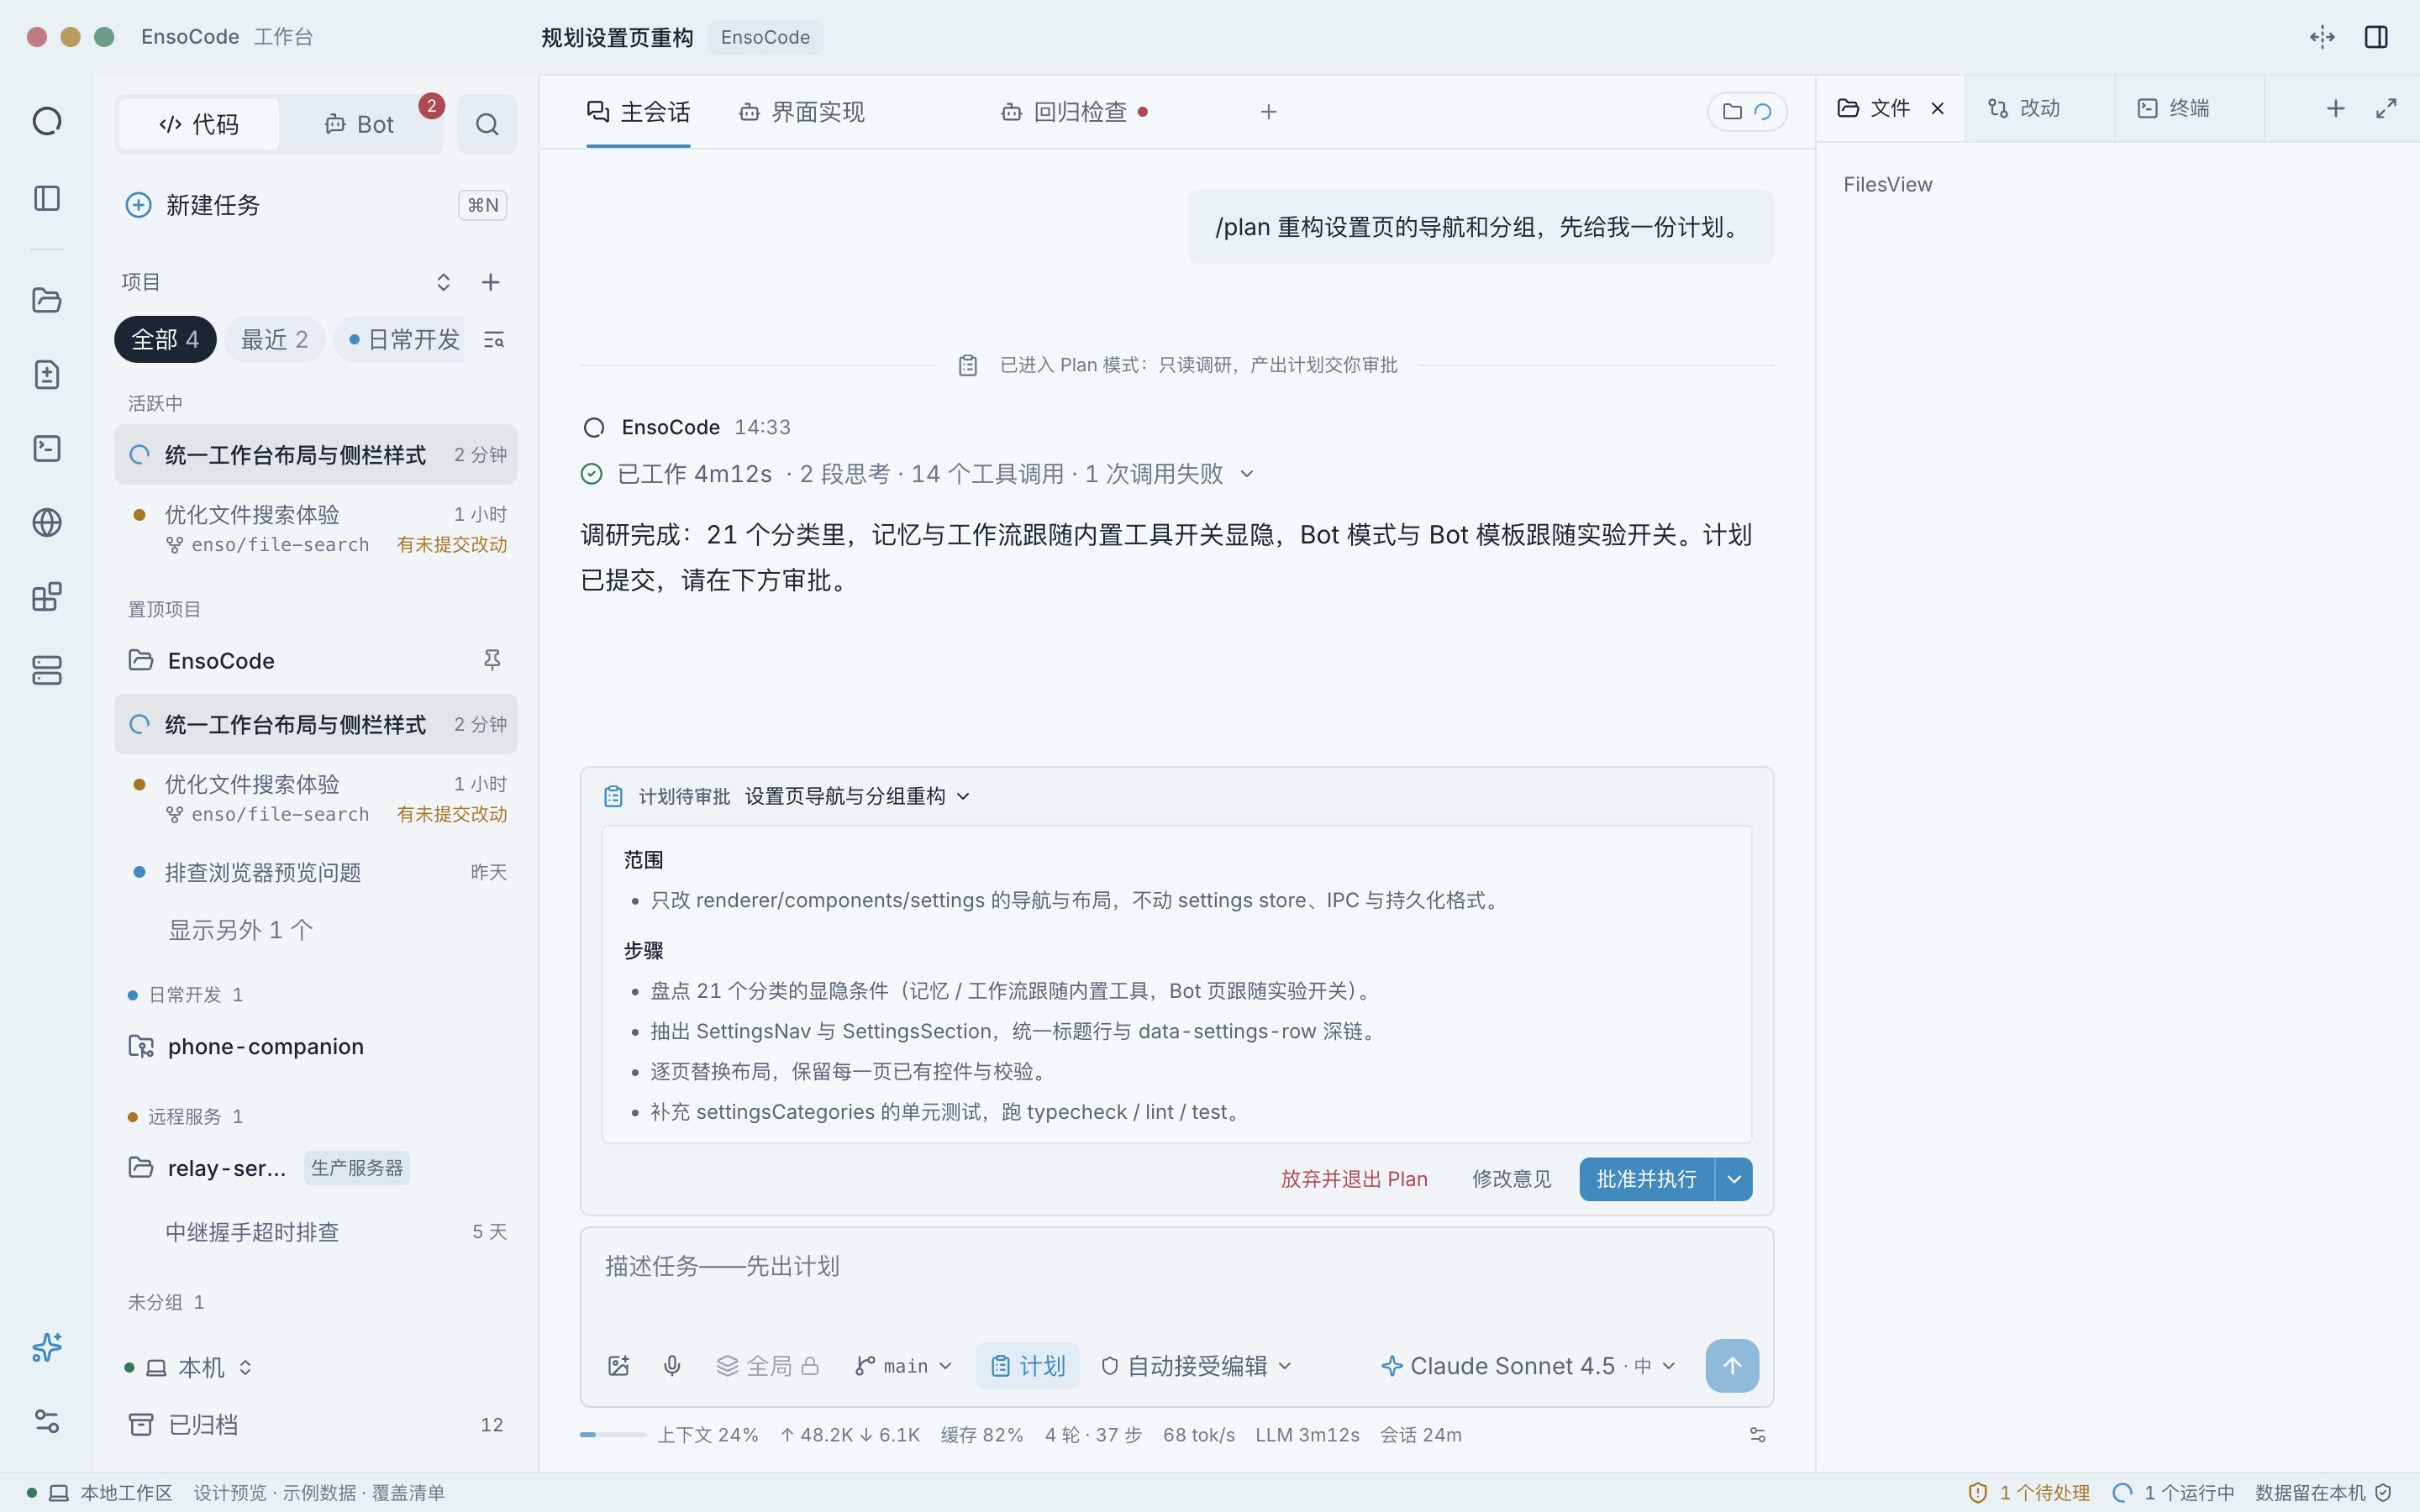 EnsoCode 工作台
规划设置页重构 EnsoCode
代码
Bot
2
新建任务
⌘N
项目
全部 4
最近 2
日常开发
活跃中
统一工作台布局与侧栏样式
2 分钟
优化文件搜索体验
1 小时
enso/file-search
有未提交改动
置顶项目
EnsoCode
统一工作台布局与侧栏样式
2 分钟
优化文件搜索体验
1 小时
enso/file-search
有未提交改动
排查浏览器预览问题
昨天
显示另外 1 个
日常开发 1
phone-companion
远程服务 1
relay-ser...
生产服务器
中继握手超时排查
5 天
未分组 1
本机
已归档
12
主会话
界面实现
回归检查
/plan 重构设置页的导航和分组，先给我一份计划。
已进入 Plan 模式：只读调研，产出计划交你审批
EnsoCode 14:33
已工作 4m12s · 2 段思考 · 14 个工具调用 · 1 次调用失败
调研完成：21 个分类里，记忆与工作流跟随内置工具开关显隐，Bot 模式与 Bot 模板跟随实验开关。计划
已提交，请在下方审批。
计划待审批 设置页导航与分组重构
范围
• 只改 renderer/components/settings 的导航与布局，不动 settings store、IPC 与持久化格式。
步骤
• 盘点 21 个分类的显隐条件（记忆 / 工作流跟随内置工具，Bot 页跟随实验开关）。
• 抽出 SettingsNav 与 SettingsSection，统一标题行与 data-settings-row 深链。
• 逐页替换布局，保留每一页已有控件与校验。
• 补充 settingsCategories 的单元测试，跑 typecheck / lint / test。
放弃并退出 Plan
修改意见
批准并执行
描述任务——先出计划
全局
main
计划
自动接受编辑
Claude Sonnet 4.5 · 中
上下文 24% ↑ 48.2K ↓ 6.1K 缓存 82% 4 轮 · 37 步 68 tok/s LLM 3m12s 会话 24m
文件
改动
终端
FilesView
本地工作区 设计预览 · 示例数据 · 覆盖清单
1 个待处理
1 个运行中
数据留在本机